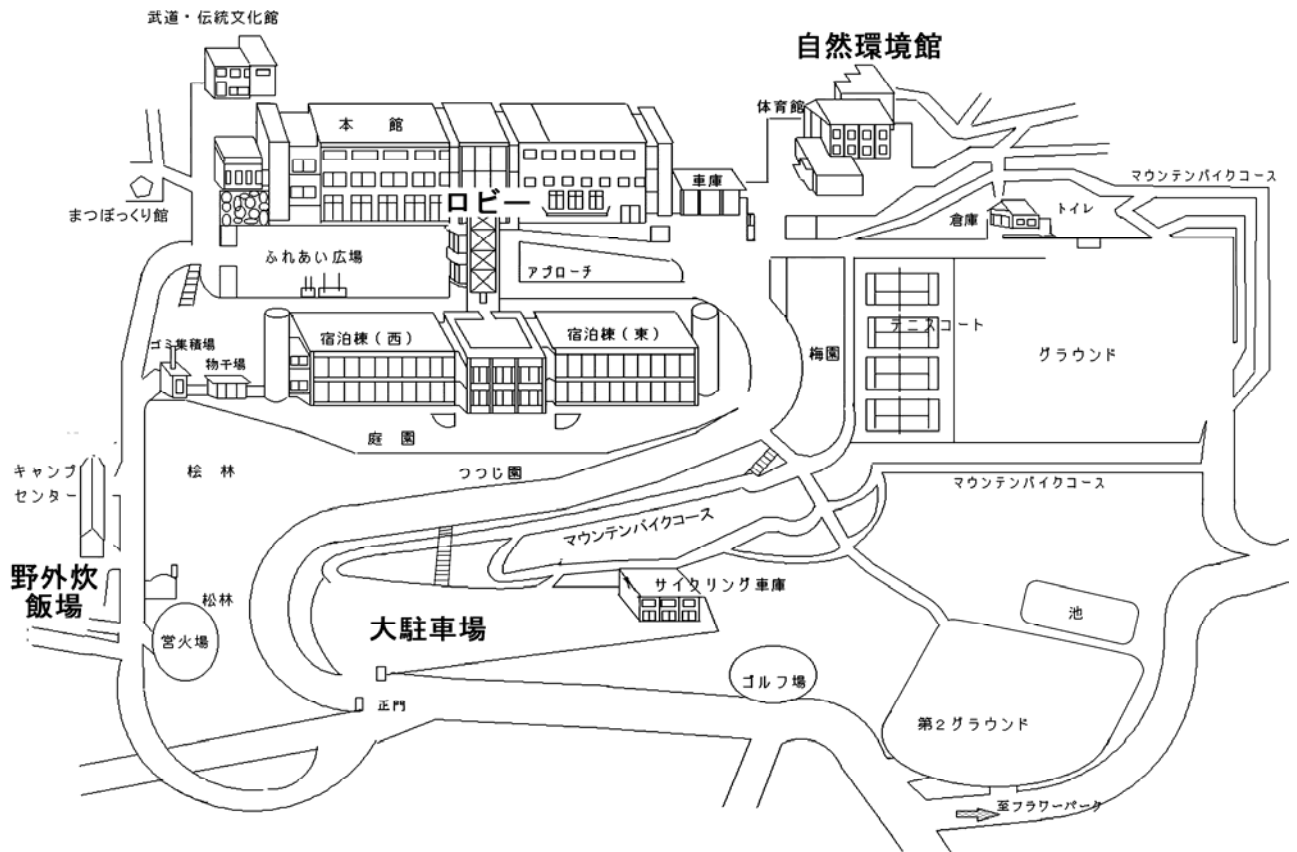 武道・伝統文化館
自然環境館
体育館
本 館
車庫
マウンテンバイクコース
まつぼっくり館
ロビー
倉庫
トイレ
ふれあい広場
アプローチ
テニスコート
グラウンド
宿泊棟(西)
宿泊棟(東)
梅園
ゴミ集積場
物干場
庭 園
つつじ園
桧 林
キャンプ
センター
マウンテンバイクコース
マウンテンバイクコース
野外炊
飯場
松林
営火場
サイクリング車庫
池
大駐車場
ゴルフ場
正門
第2グラウンド
至フラワーパーク